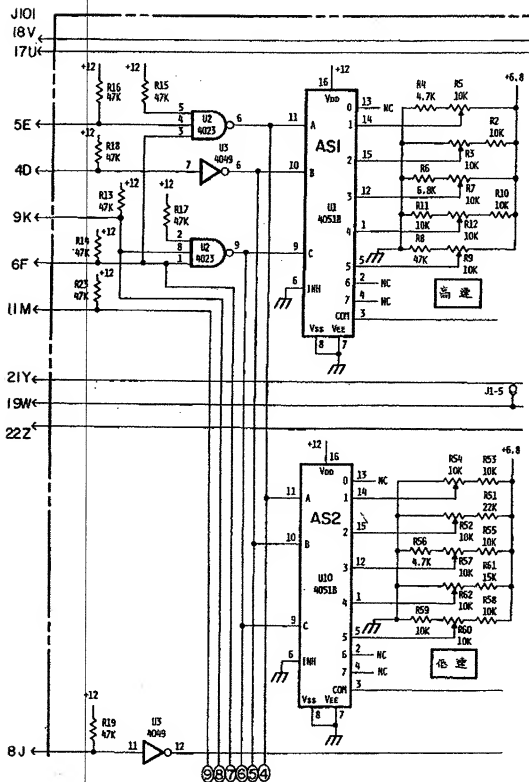 J101
18V
17U
+12
R16
47K
+12
R15
47K
5
4
3
U2
4023
6
5E
+12
R18
47K
4D
7
U3
4049
6
+12
R13
47K
9K
+12
R17
47K
+12
R14
47K
6F
2
8
1
U2
4023
9
+12
R23
47K
11M
+12
16
VDD
11
A
10
B
9
C
6
INH
AS1
U1
4051B
VSS
VEE
8
7
0
13
NC
1
14
2
15
3
12
4
1
5
5
6
2
NC
7
4
NC
COM
3
R4
4.7K
R5
10K
+6.8
R2
10K
R3
10K
R6
6.8K
R7
10K
R10
10K
R11
10K
R12
10K
R8
47K
R9
10K
高速
21Y
19W
J1-5
22Z
+12
16
VDD
11
A
10
B
9
C
6
INH
AS2
U10
4051B
VSS
VEE
8
7
0
13
NC
1
14
2
15
3
12
4
1
5
5
6
2
NC
7
4
NC
COM
3
R54
10K
R53
10K
+6.8
R51
22K
R52
10K
R55
10K
R56
4.7K
R57
10K
R61
15K
R62
10K
R58
10K
R59
10K
R60
10K
低速
+12
R19
47K
8J
11
U3
4049
12
⑨⑧⑦⑥⑤④